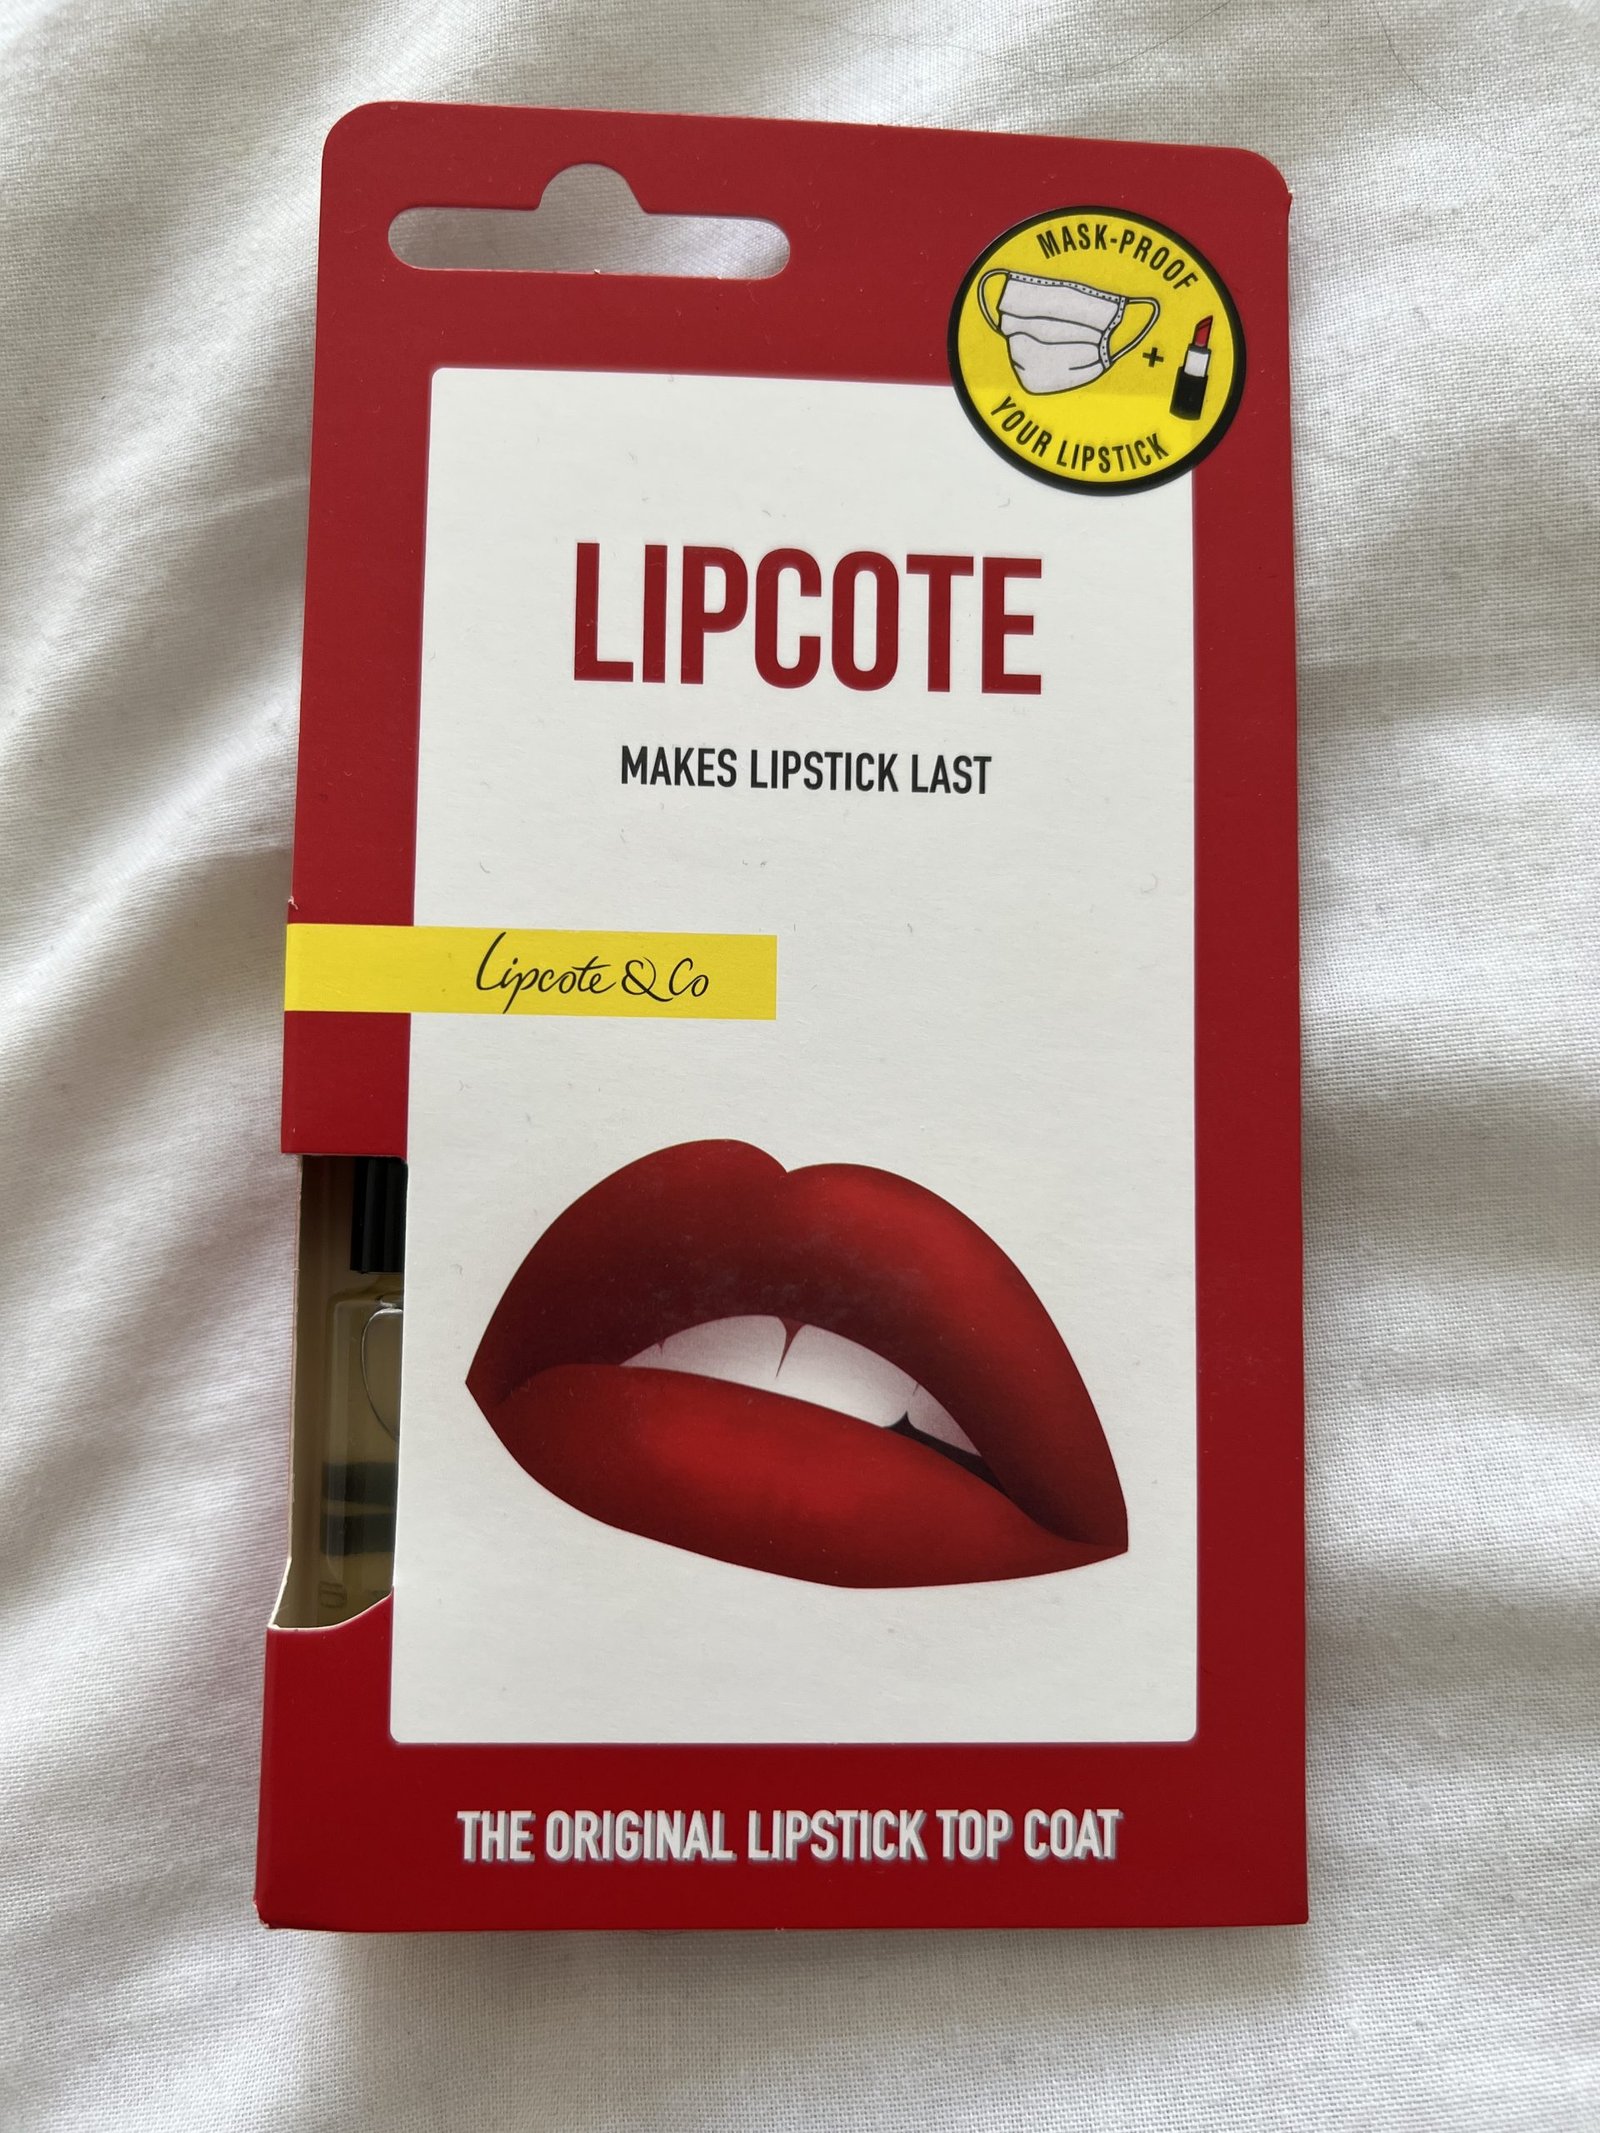 MASK-PROOF
+
YOUR LIPSTICK
LIPCOTE
MAKES LIPSTICK LAST
Lipcote & Co
THE ORIGINAL LIPSTICK TOP COAT